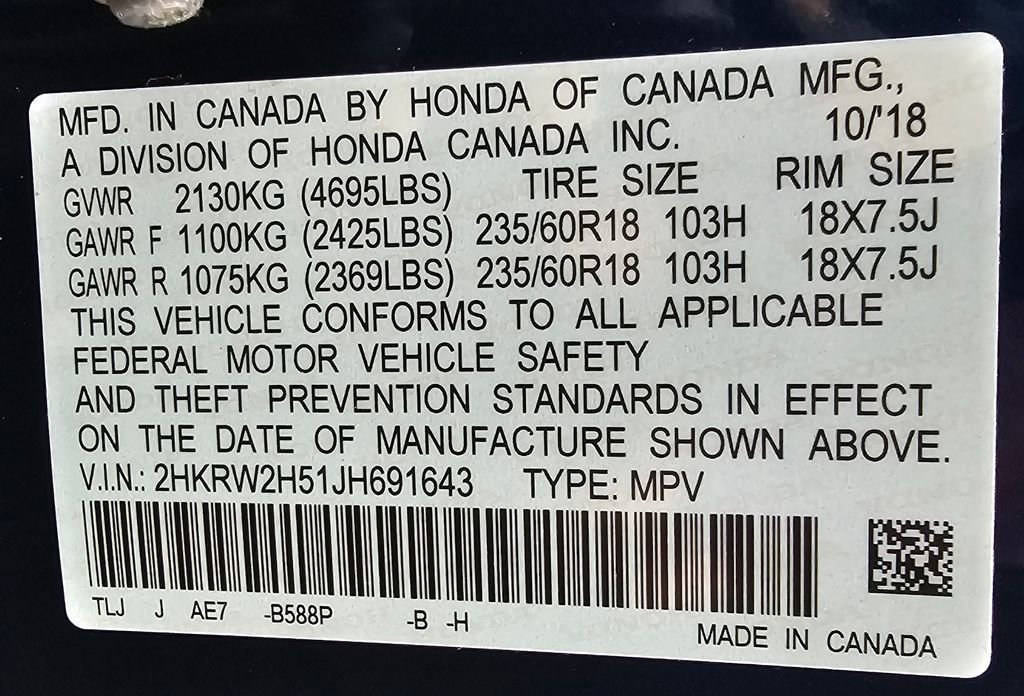 MFD. IN CANADA BY HONDA OF CANADA MFG.,
A DIVISION OF HONDA CANADA INC. 10/'18
GVWR 2130KG (4695LBS) TIRE SIZE RIM SIZE
GAWR F 1100KG (2425LBS) 235/60R18 103H 18X7.5J
GAWR R 1075KG (2369LBS) 235/60R18 103H 18X7.5J
THIS VEHICLE CONFORMS TO ALL APPLICABLE
FEDERAL MOTOR VEHICLE SAFETY
AND THEFT PREVENTION STANDARDS IN EFFECT
ON THE DATE OF MANUFACTURE SHOWN ABOVE.
V.I.N.: 2HKRW2H51JH691643 TYPE: MPV
TLJ J AE7 -B588P -B -H
MADE IN CANADA